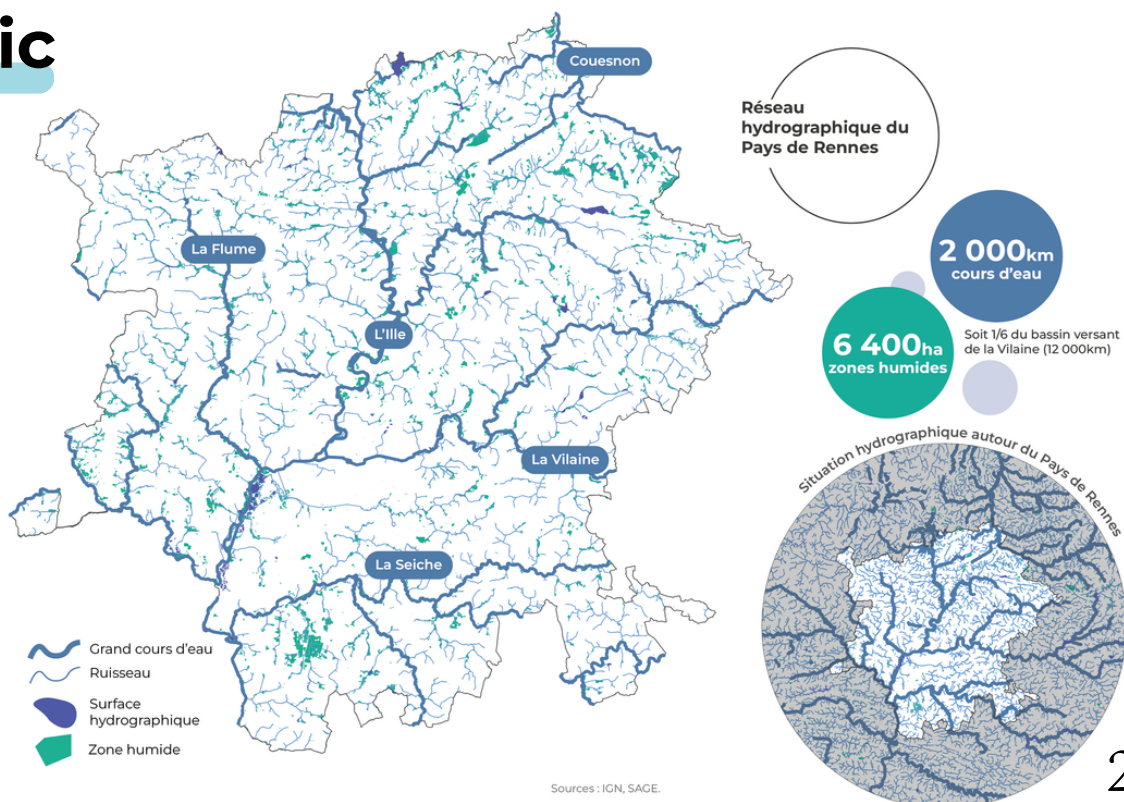 ic
Couesnon
Réseau
hydrographique du
Pays de Rennes
La Flume
2 000km
cours d'eau
L'Ille
6 400ha
zones humides
Soit 1/6 du bassin versant
de la Vilaine (12 000km)
La Vilaine
Situation hydrographique autour du Pays de Rennes
La Seiche
Grand cours d'eau
Ruisseau
Surface
hydrographique
Zone humide
Sources : IGN, SAGE.
2